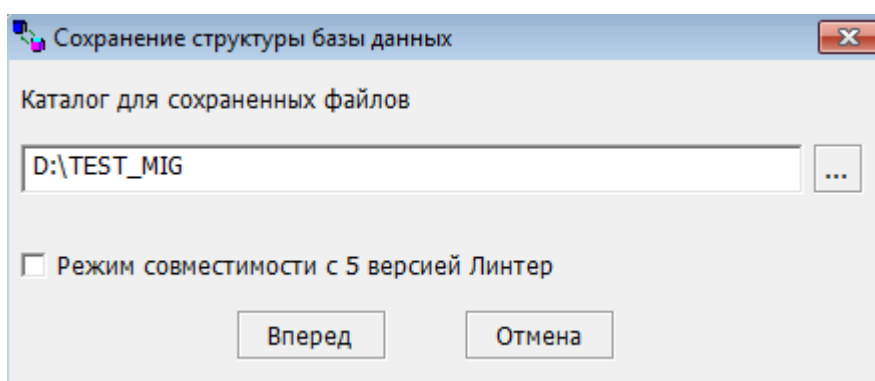 Сохранение структуры базы данных
Каталог для сохраненных файлов
D:\TEST_MIG
...
Режим совместимости с 5 версией Линтер
Вперед Отмена